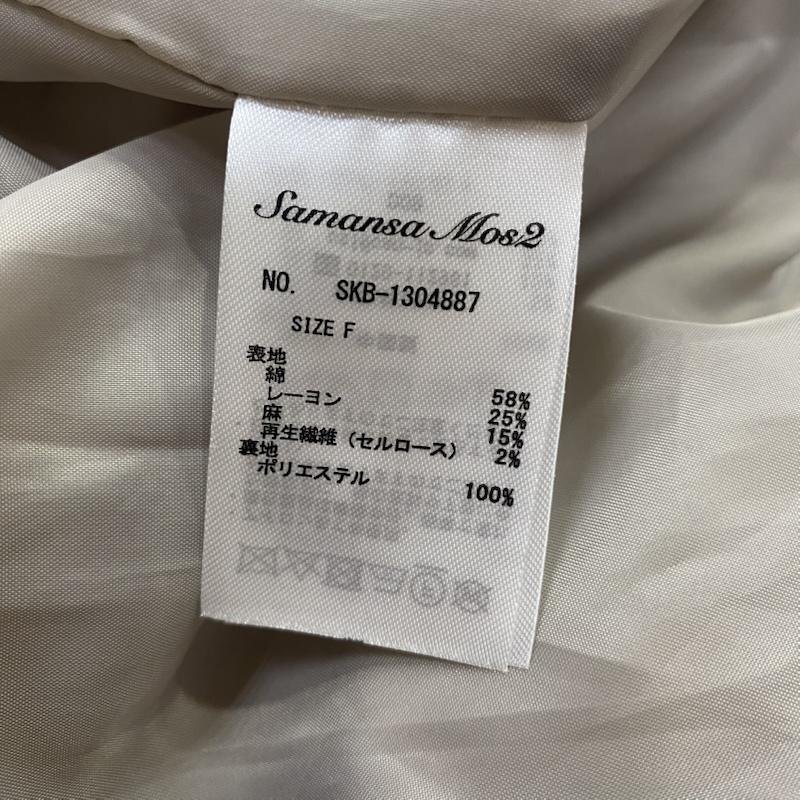 Samansa Mos2
NO. SKB-1304887
SIZE F
表地
綿 58%
レーヨン 25%
麻 15%
再生繊維（セルロース） 2%
裏地
ポリエステル 100%